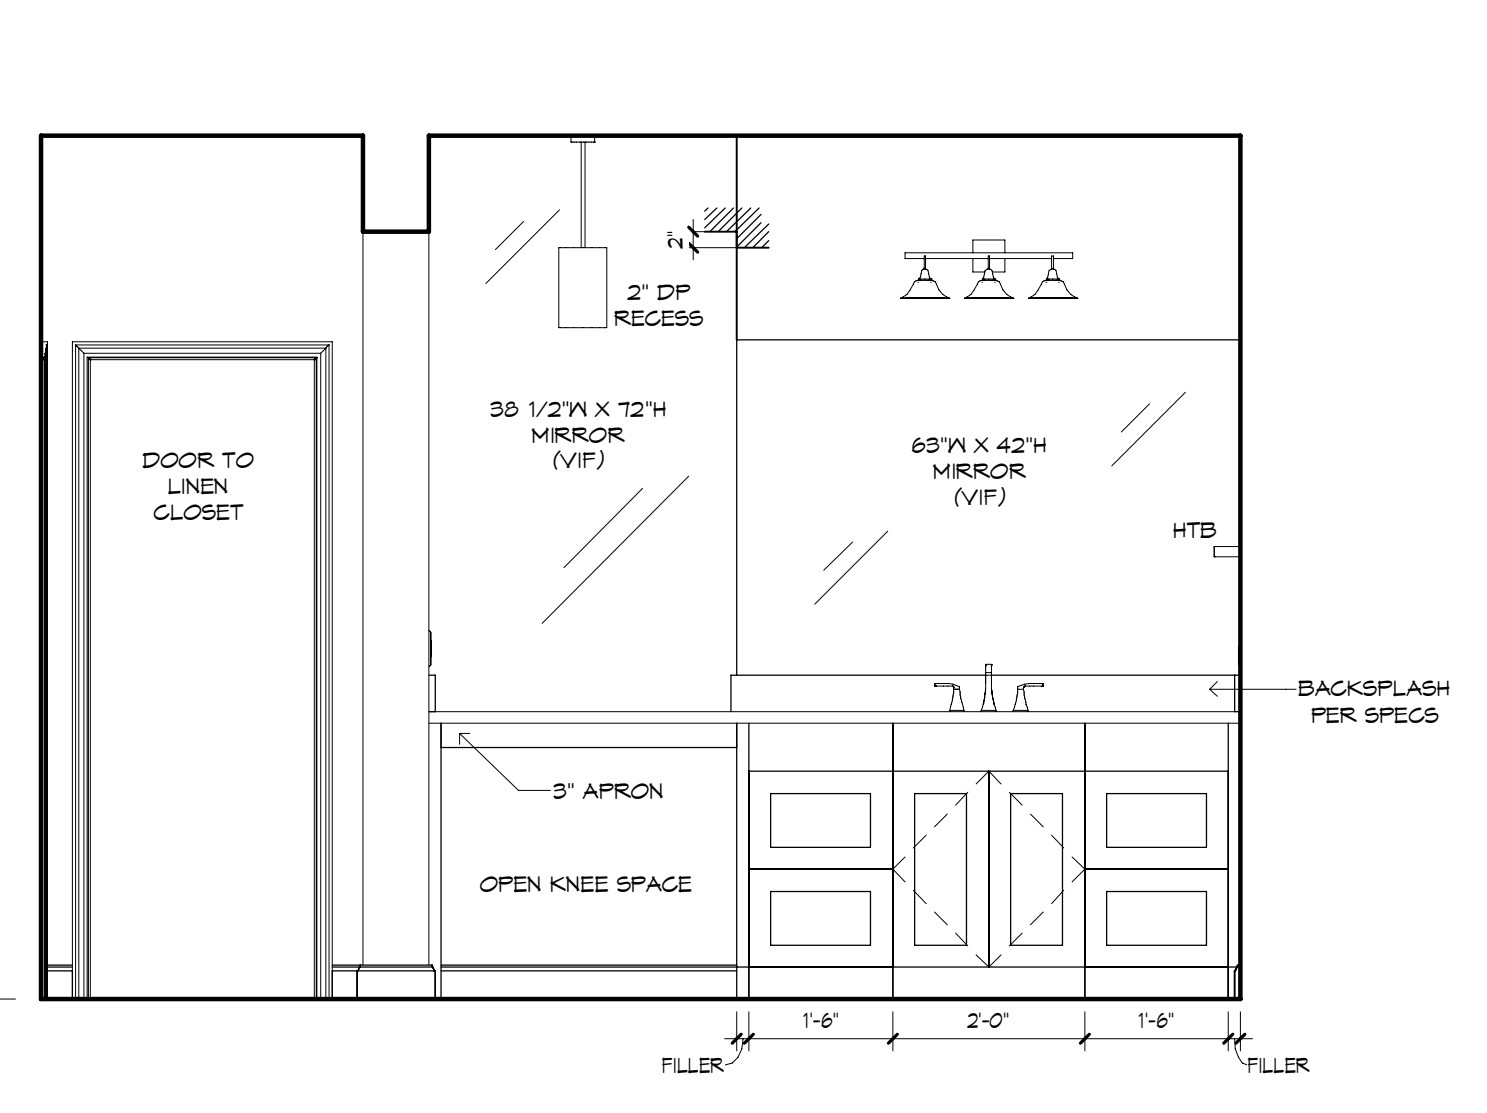 2"
2" DP
RECESS
38 1/2"W X 72"H
MIRROR
(VIF)
63"W X 42"H
MIRROR
(VIF)
DOOR TO
LINEN
CLOSET
HTB
BACKSPLASH
PER SPECS
3" APRON
OPEN KNEE SPACE
1'-6"
2'-0"
1'-6"
FILLER
FILLER